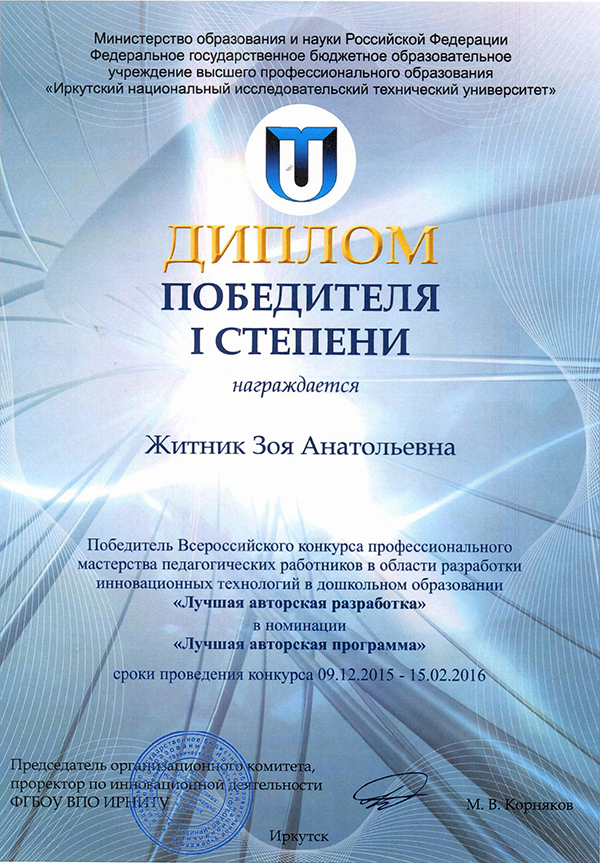 Министерство образования и науки Российской Федерации
Федеральное государственное бюджетное образовательное
учреждение высшего профессионального образования
«Иркутский национальный исследовательский технический университет»
ДИПЛОМ
ПОБЕДИТЕЛЯ
I СТЕПЕНИ
награждается
Житник Зоя Анатольевна
Победитель Всероссийского конкурса профессионального
мастерства педагогических работников в области разработки
инновационных технологий в дошкольном образовании
«Лучшая авторская разработка»
в номинации
«Лучшая авторская программа»
сроки проведения конкурса 09.12.2015 - 15.02.2016
Председатель организационного комитета,
проректор по инновационной деятельности
ФГБОУ ВПО ИРНИТУ
М. В. Корняков
Иркутск